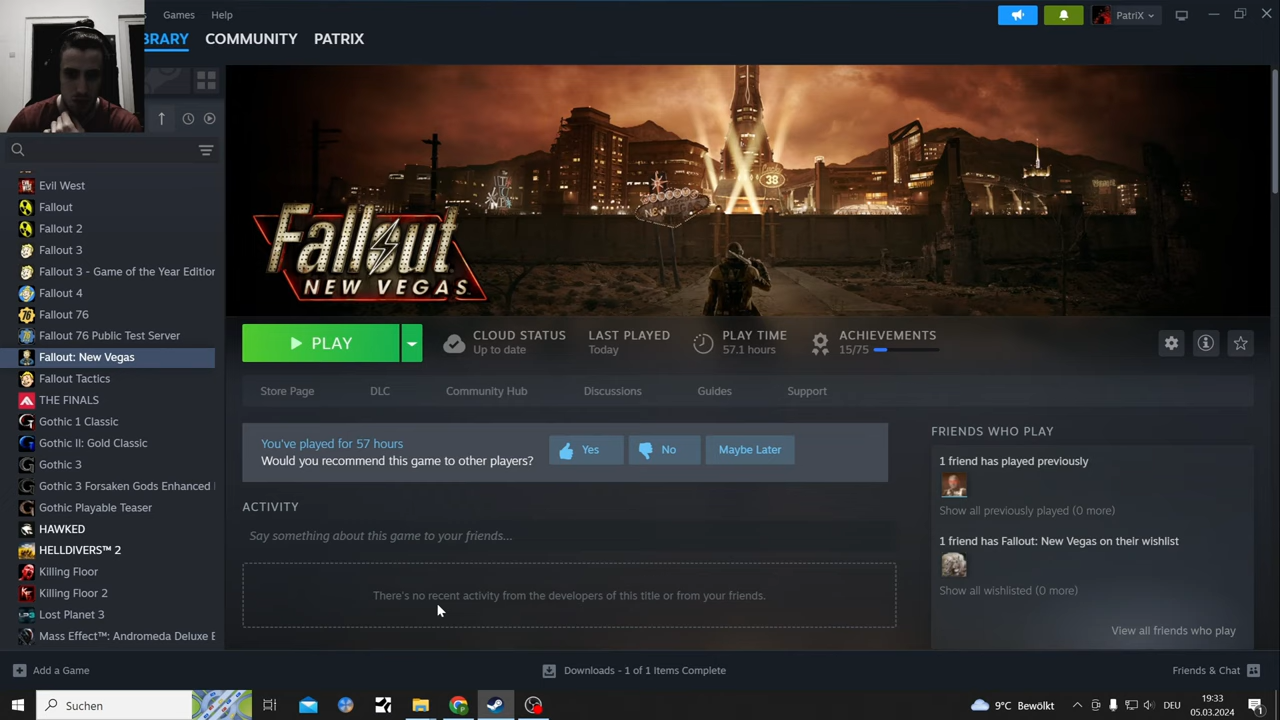 Games
Help
PatriX
BRARY
COMMUNITY
PATRIX
Evil West
Fallout
Fallout 2
Fallout 3
Fallout 3 - Game of the Year Edition
Fallout 4
Fallout 76
Fallout 76 Public Test Server
Fallout: New Vegas
Fallout Tactics
THE FINALS
Gothic 1 Classic
Gothic II: Gold Classic
Gothic 3
Gothic 3 Forsaken Gods Enhanced
Gothic Playable Teaser
HAWKED
HELLDIVERS™ 2
Killing Floor
Killing Floor 2
Lost Planet 3
Mass Effect™: Andromeda Deluxe E
Add a Game
NEW
38
Fallout
NEW VEGAS
PLAY
CLOUD STATUS
Up to date
LAST PLAYED
Today
PLAY TIME
57.1 hours
ACHIEVEMENTS
15/75
Store Page
DLC
Community Hub
Discussions
Guides
Support
You've played for 57 hours
Would you recommend this game to other players?
Yes
No
Maybe Later
ACTIVITY
Say something about this game to your friends...
There's no recent activity from the developers of this title or from your friends.
FRIENDS WHO PLAY
1 friend has played previously
Show all previously played (0 more)
1 friend has Fallout: New Vegas on their wishlist
Show all wishlisted (0 more)
View all friends who play
Downloads - 1 of 1 Items Complete
Friends & Chat
Suchen
9°C Bewölkt
DEU
19:33
05.03.2024
1